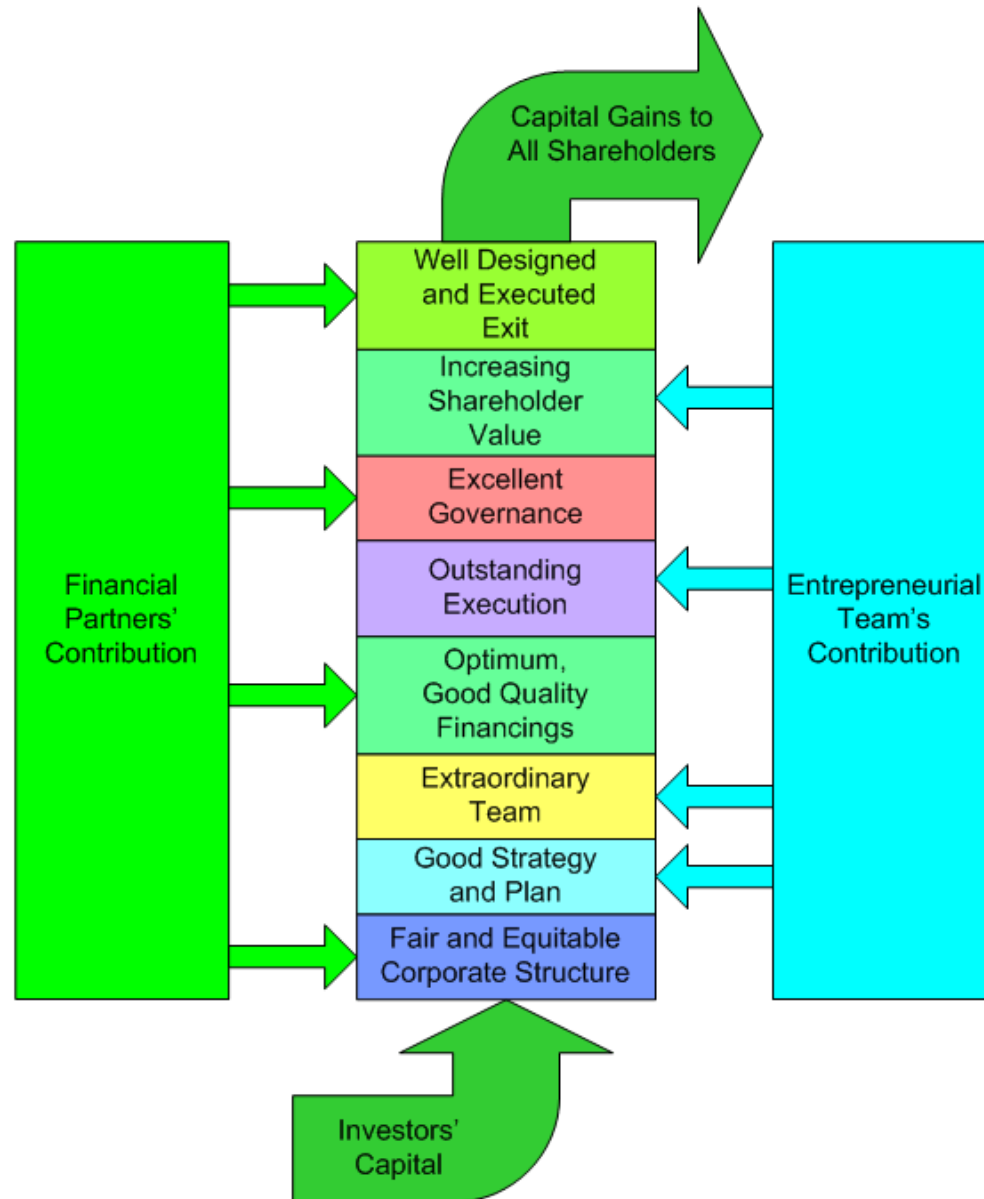 Capital Gains to
All Shareholders
Well Designed
and Executed
Exit
Increasing
Shareholder
Value
Excellent
Governance
Outstanding
Execution
Optimum,
Good Quality
Financings
Extraordinary
Team
Good Strategy
and Plan
Fair and Equitable
Corporate Structure
Financial
Partners’
Contribution
Entrepreneurial
Team’s
Contribution
Investors’
Capital